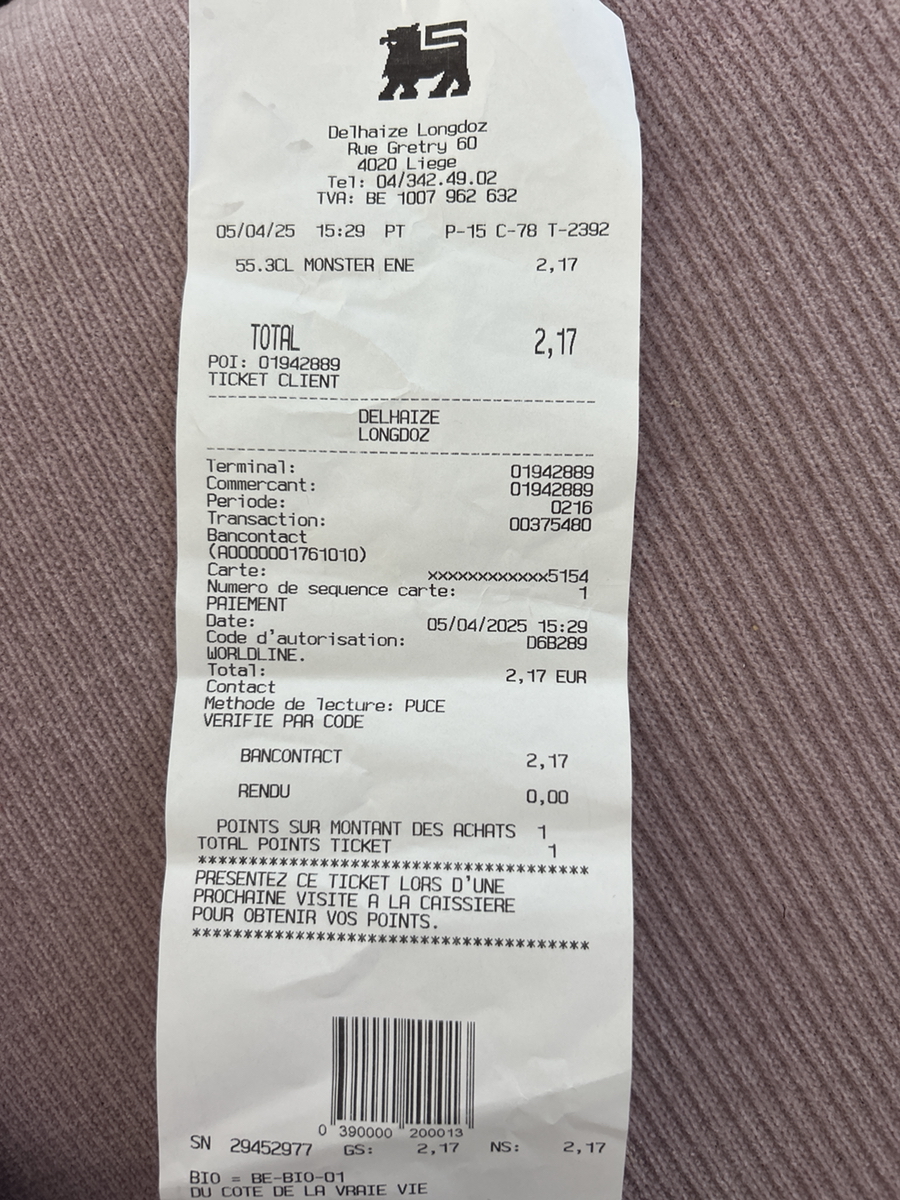 Delhaize Longdoz
Rue Gretry 60
4020 Liege
Tel: 04/342.49.02
TVA: BE 1007 962 632
05/04/25 15:29 PT P-15 C-78 T-2392
55.3CL MONSTER ENE 2,17
TOTAL 2,17
POI: 01942889
TICKET CLIENT
DELHAIZE
LONGDOZ
Terminal: 01942889
Commercant: 01942889
Periode: 0216
Transaction: 00375480
Bancontact
(A0000001761010)
Carte: xxxxxxxxxxxx5154
Numero de sequence carte: 1
PAIEMENT
Date: 05/04/2025 15:29
Code d'autorisation: D6B289
WORLDLINE.
Total: 2,17 EUR
Contact
Methode de lecture: PUCE
VERIFIE PAR CODE
BANCONTACT 2,17
RENDU 0,00
POINTS SUR MONTANT DES ACHATS 1
TOTAL POINTS TICKET 1
***************************************
PRESENTEZ CE TICKET LORS D'UNE
PROCHAINE VISITE A LA CAISSIERE
POUR OBTENIR VOS POINTS.
***************************************
0 390000 200013
SN 29452977 GS: 2,17 NS: 2,17
BIO = BE-BIO-01
DU COTE DE LA VRAIE VIE